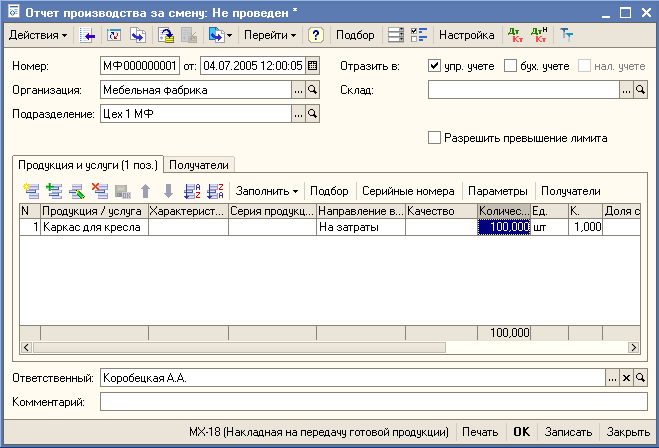 Отчет производства за смену: Не проведен *
Действия Перейти ? Подбор Настройка Дт Кт Дт Кт Н
Номер: МФ000000001 от: 04.07.2005 12:00:05 Отразить в: упр. учете бух. учете нал. учете
Организация: Мебельная фабрика Склад:
Подразделение: Цех 1 МФ
Разрешить превышение лимита
Продукция и услуги (1 поз.) Получатели
Заполнить Подбор Серийные номера Параметры Получатели
N Продукция / услуга Характерист... Серия продукц... Направление в... Качество Количес... Ед. К. Доля с
1 Каркас для кресла На затраты 100,000 шт 1,000
100,000
Ответственный: Коробецкая А.А.
Комментарий:
МХ-18 (Накладная на передачу готовой продукции) Печать OK Записать Закрыть